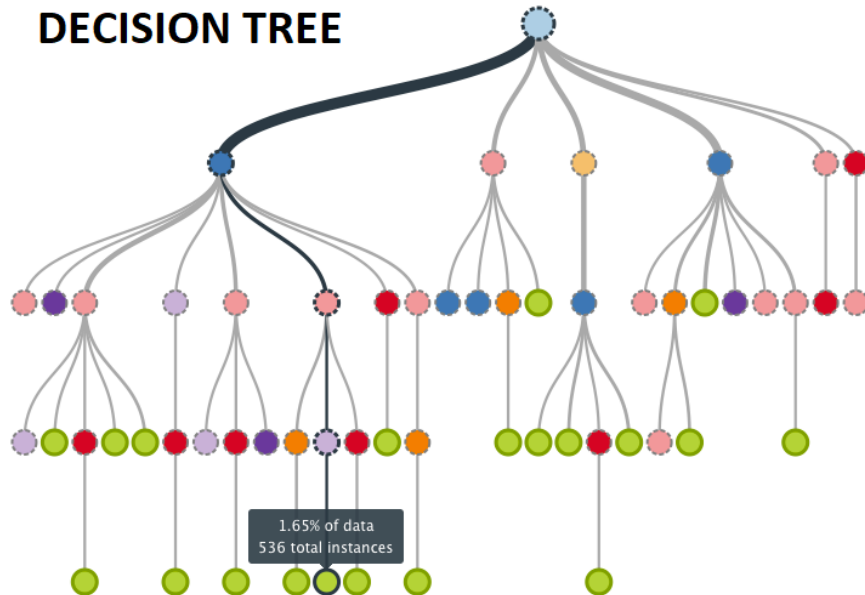 DECISION TREE
1.65% of data
536 total instances